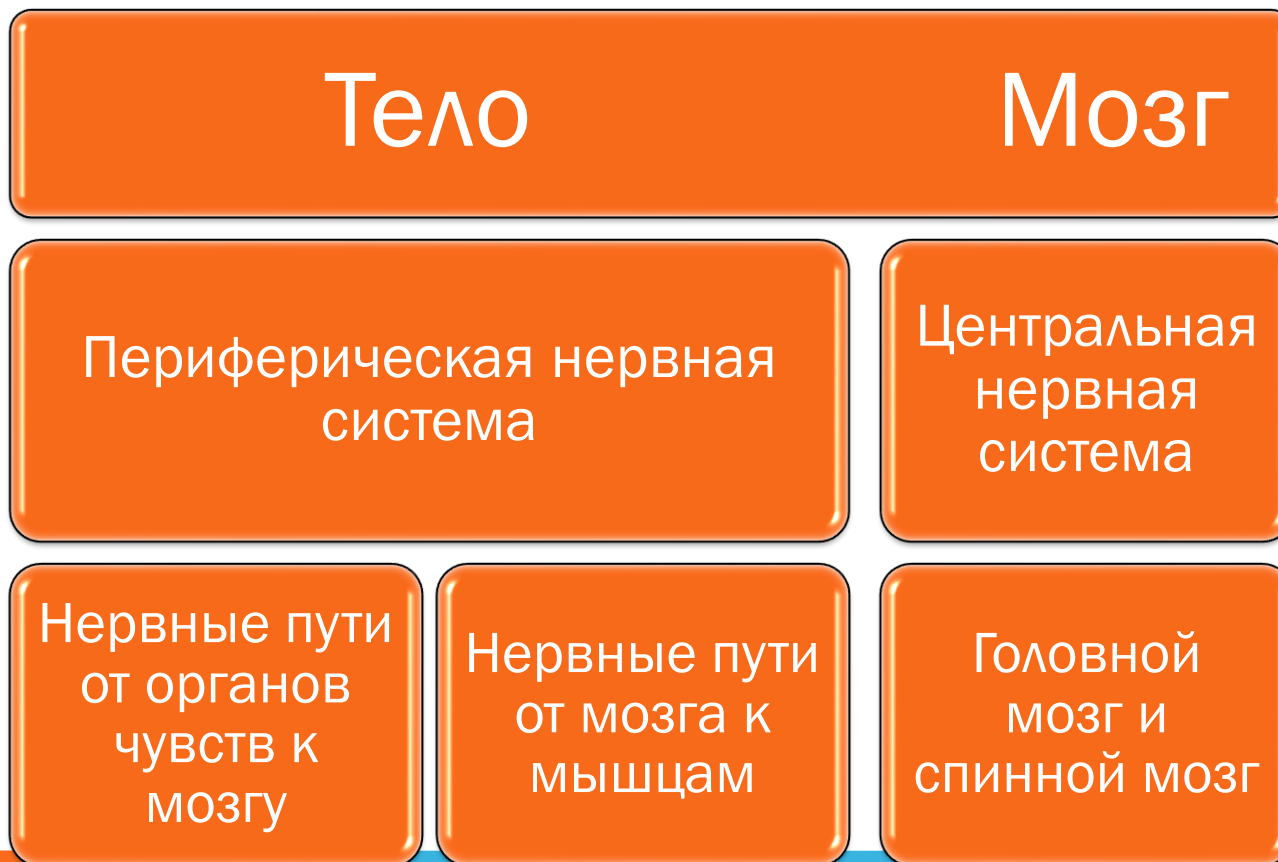 Тело Мозг
Периферическая нервная
система
Центральная
нервная
система
Нервные пути
от органов
чувств к
мозгу
Нервные пути
от мозга к
мышцам
Головной
мозг и
спинной мозг